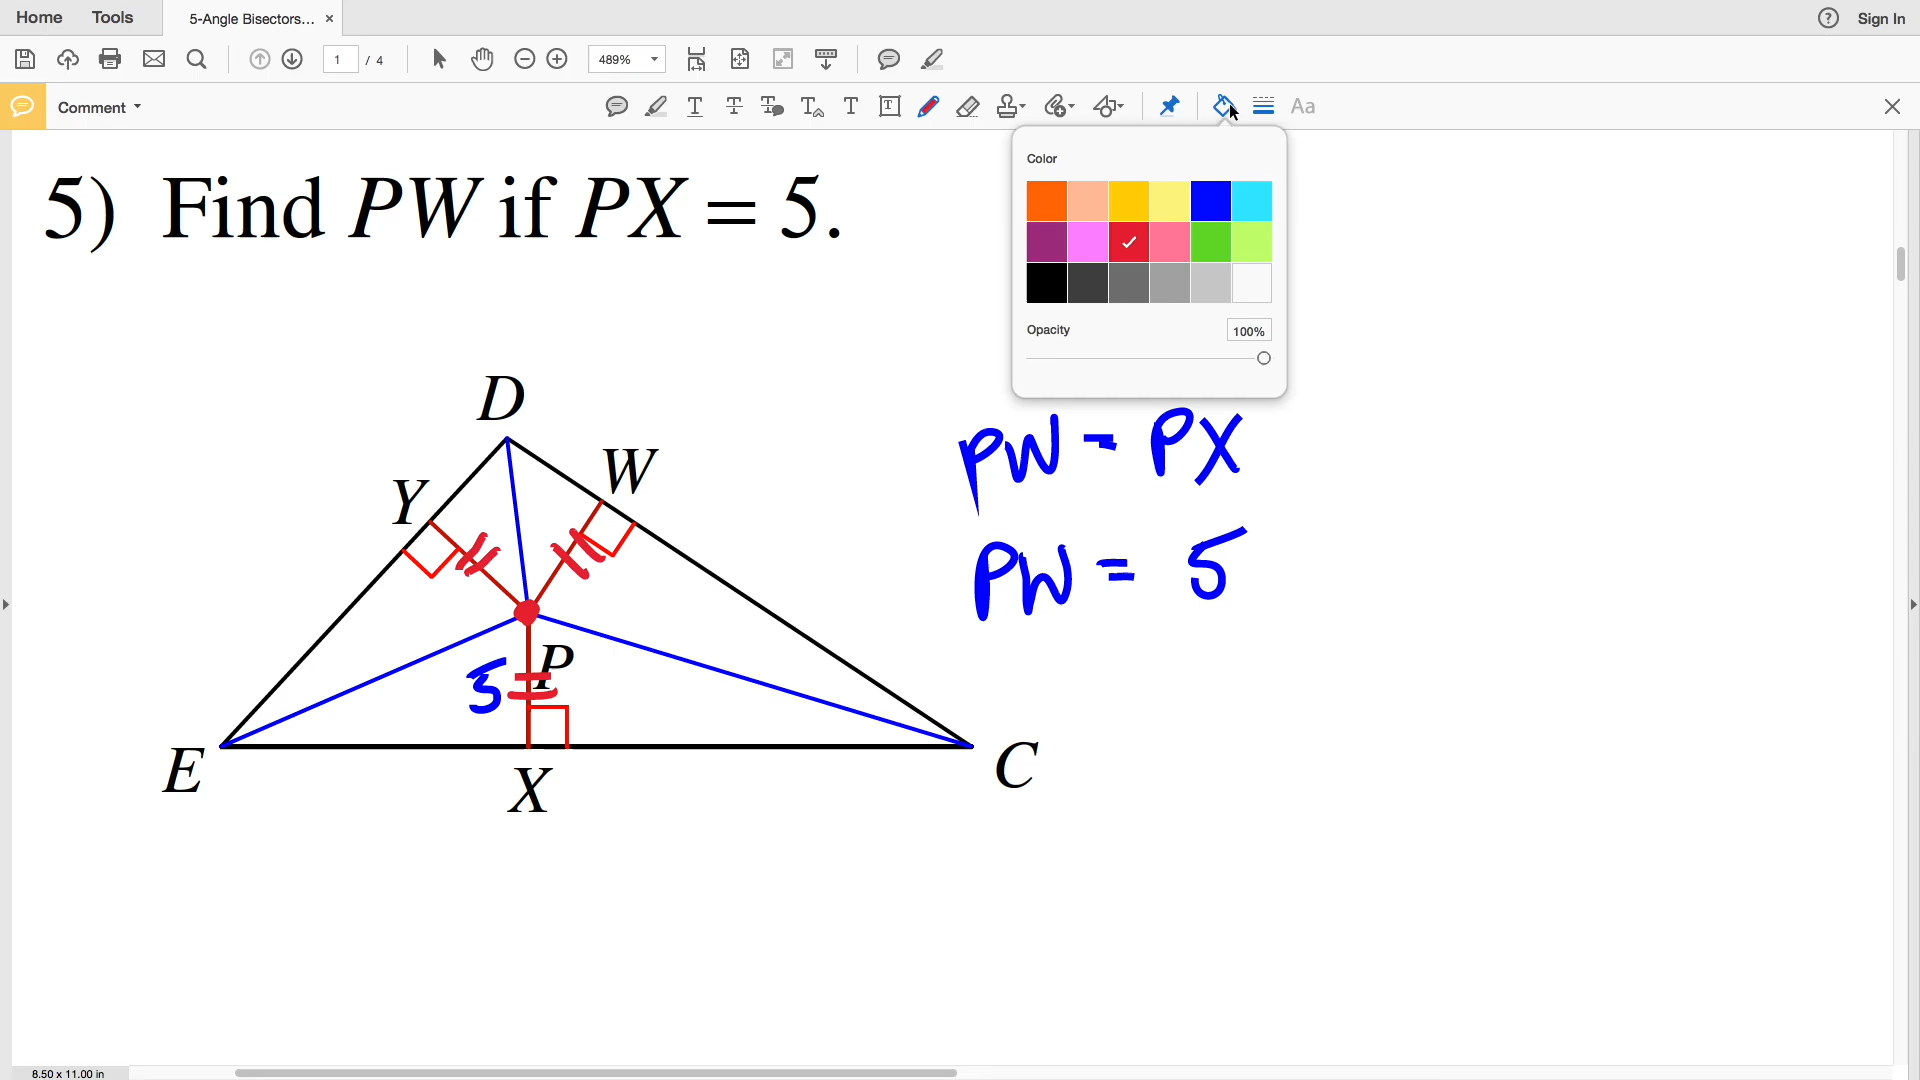 Home Tools 5-Angle Bisectors... × ? Sign In
1 / 4 489%
Comment T T T T T T Aa
Color
Opacity 100%
5) Find PW if PX = 5.
D
W
Y
PW = PX
PW = 5
P
5
E
X
C
8.50 x 11.00 in